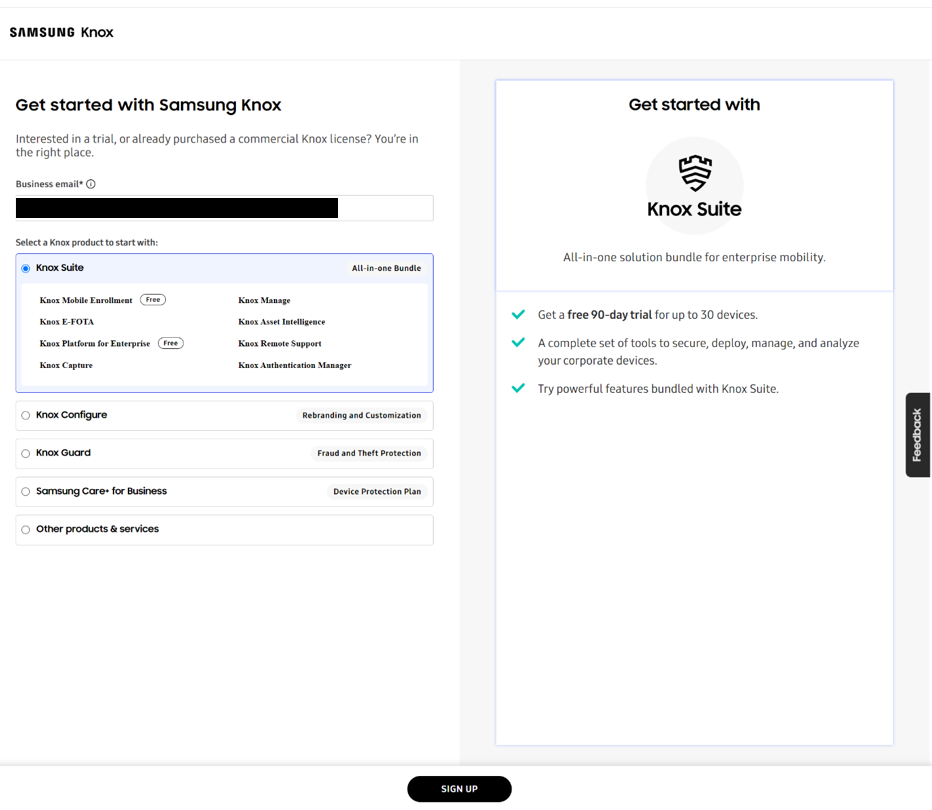 SAMSUNG Knox
Get started with Samsung Knox
Interested in a trial, or already purchased a commercial Knox license? You're in
the right place.
Business email*
Select a Knox product to start with:
Knox Suite All-in-one Bundle
Knox Mobile Enrollment Free Knox Manage
Knox E-FOTA Knox Asset Intelligence
Knox Platform for Enterprise Free Knox Remote Support
Knox Capture Knox Authentication Manager
Knox Configure Rebranding and Customization
Knox Guard Fraud and Theft Protection
Samsung Care+ for Business Device Protection Plan
Other products & services
Get started with
Knox Suite
All-in-one solution bundle for enterprise mobility.
Get a free 90-day trial for up to 30 devices.
A complete set of tools to secure, deploy, manage, and analyze
your corporate devices.
Try powerful features bundled with Knox Suite.
Feedback
SIGN UP